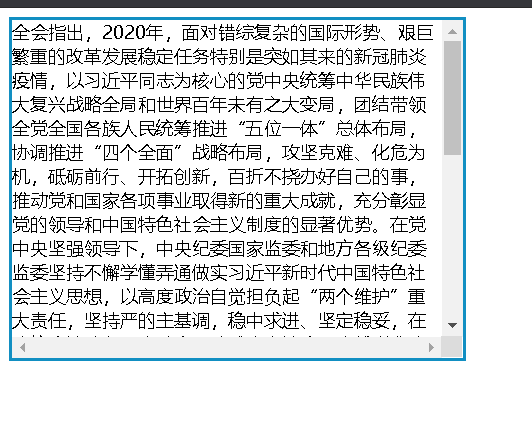 全会指出，2020年，面对错综复杂的国际形势、艰巨
繁重的改革发展稳定任务特别是突如其来的新冠肺炎
疫情，以习近平同志为核心的党中央统筹中华民族伟
大复兴战略全局和世界百年未有之大变局，团结带领
全党全国各族人民统筹推进“五位一体”总体布局，
协调推进“四个全面”战略布局，攻坚克难、化危为
机，砥砺前行、开拓创新，百折不挠办好自己的事，
推动党和国家各项事业取得新的重大成就，充分彰显
党的领导和中国特色社会主义制度的显著优势。在党
中央坚强领导下，中央纪委国家监委和地方各级纪委
监委坚持不懈学懂弄通做实习近平新时代中国特色社
会主义思想，以高度政治自觉担负起“两个维护”重
大责任，坚持严的主基调，稳中求进、坚定稳妥，在